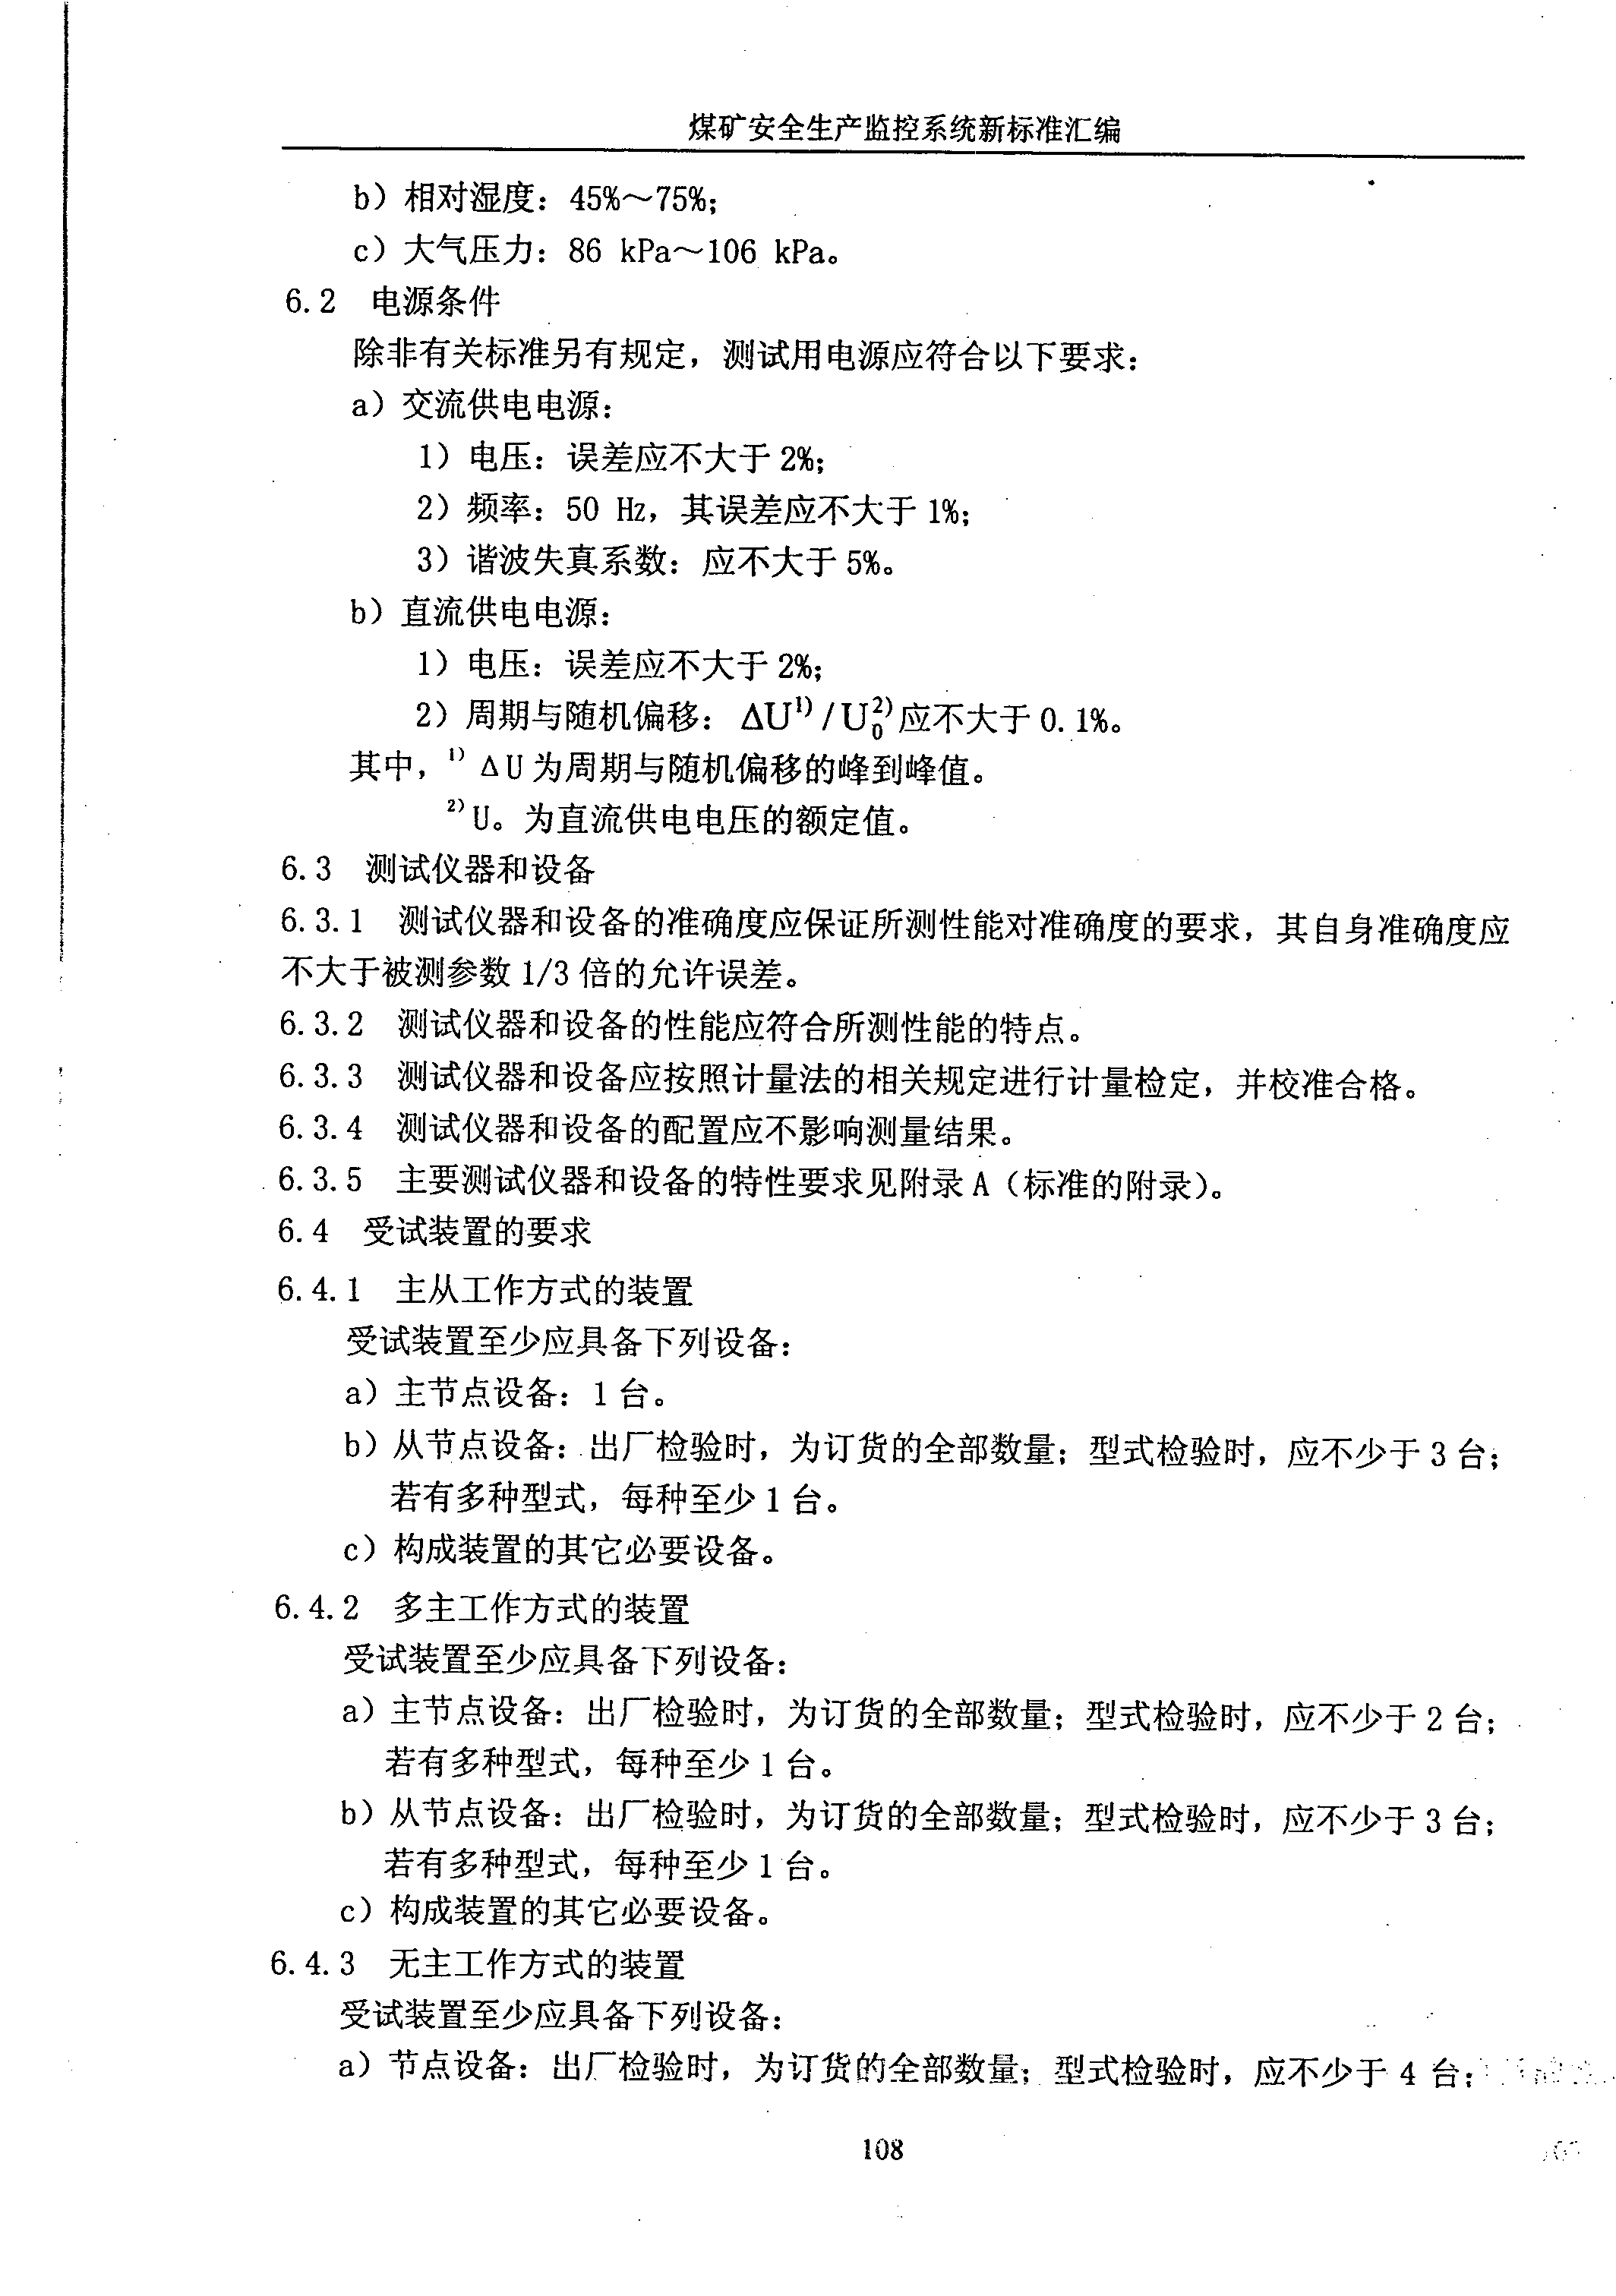 煤矿安全生产监控系统新标准汇编
b）相对湿度：45%～75%；
c）大气压力：86 kPa～106 kPa。
6.2 电源条件
除非有关标准另有规定，测试用电源应符合以下要求：
a）交流供电电源：
1）电压：误差应不大于 2%；
2）频率：50 Hz，其误差应不大于 1%；
3）谐波失真系数：应不大于 5%。
b）直流供电电源：
1）电压：误差应不大于 2%；
2）周期与随机偏移：ΔU¹⁾/U₀²⁾应不大于 0.1%。
其中，¹⁾ ΔU 为周期与随机偏移的峰到峰值。
²⁾U。为直流供电电压的额定值。
6.3 测试仪器和设备
6.3.1 测试仪器和设备的准确度应保证所测性能对准确度的要求，其自身准确度应
不大于被测参数 1/3 倍的允许误差。
6.3.2 测试仪器和设备的性能应符合所测性能的特点。
6.3.3 测试仪器和设备应按照计量法的相关规定进行计量检定，并校准合格。
6.3.4 测试仪器和设备的配置应不影响测量结果。
6.3.5 主要测试仪器和设备的特性要求见附录 A（标准的附录）。
6.4 受试装置的要求
6.4.1 主从工作方式的装置
受试装置至少应具备下列设备：
a）主节点设备：1 台。
b）从节点设备：出厂检验时，为订货的全部数量；型式检验时，应不少于 3 台；
若有多种型式，每种至少 1 台。
c）构成装置的其它必要设备。
6.4.2 多主工作方式的装置
受试装置至少应具备下列设备：
a）主节点设备：出厂检验时，为订货的全部数量；型式检验时，应不少于 2 台；
若有多种型式，每种至少 1 台。
b）从节点设备：出厂检验时，为订货的全部数量；型式检验时，应不少于 3 台；
若有多种型式，每种至少 1 台。
c）构成装置的其它必要设备。
6.4.3 无主工作方式的装置
受试装置至少应具备下列设备：
a）节点设备：出厂检验时，为订货的全部数量；型式检验时，应不少于 4 台；
108